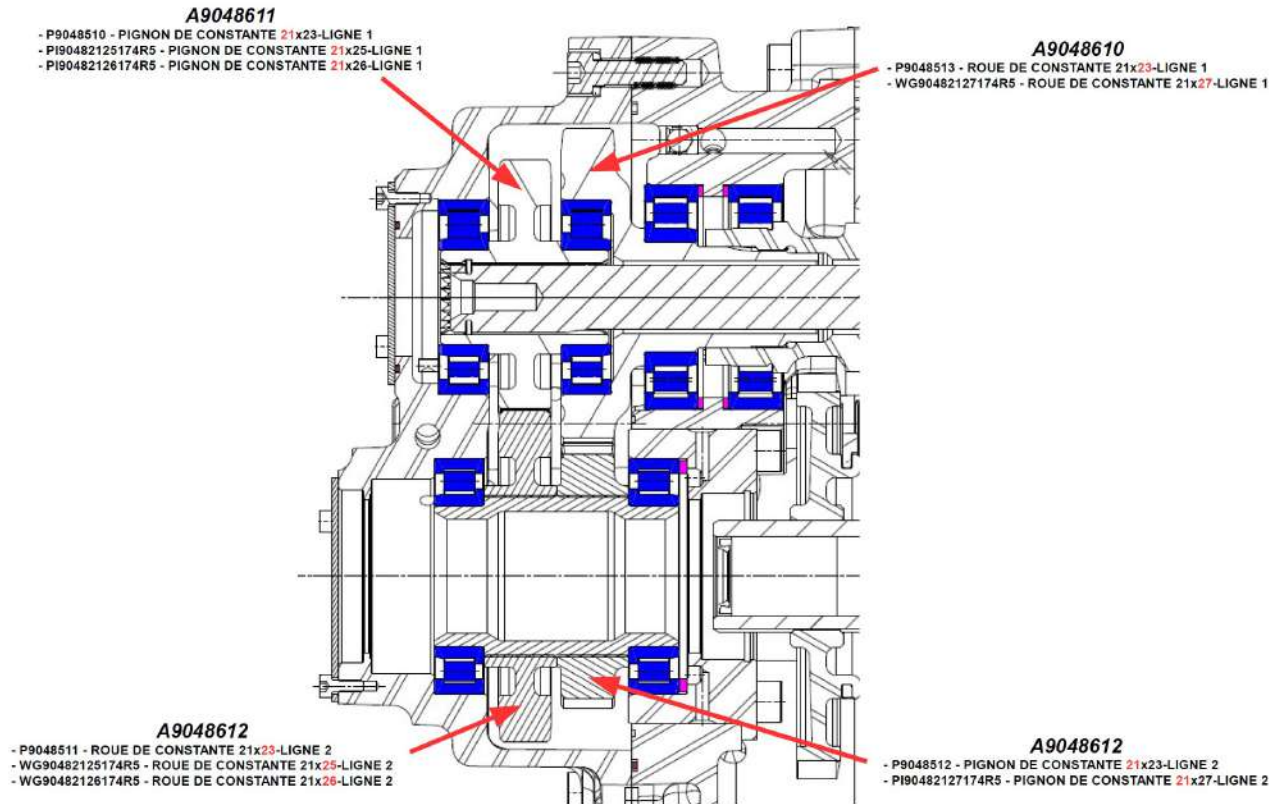 A9048611
- P9048510 - PIGNON DE CONSTANTE 21x23-LIGNE 1
- PI90482125174R5 - PIGNON DE CONSTANTE 21x25-LIGNE 1
- PI90482126174R5 - PIGNON DE CONSTANTE 21x26-LIGNE 1
A9048610
- P9048513 - ROUE DE CONSTANTE 21x23-LIGNE 1
- WG90482127174R5 - ROUE DE CONSTANTE 21x27-LIGNE 1
A9048612
- P9048511 - ROUE DE CONSTANTE 21x23-LIGNE 2
- WG90482125174R5 - ROUE DE CONSTANTE 21x25-LIGNE 2
- WG90482126174R5 - ROUE DE CONSTANTE 21x26-LIGNE 2
A9048612
- P9048512 - PIGNON DE CONSTANTE 21x23-LIGNE 2
- PI90482127174R5 - PIGNON DE CONSTANTE 21x27-LIGNE 2